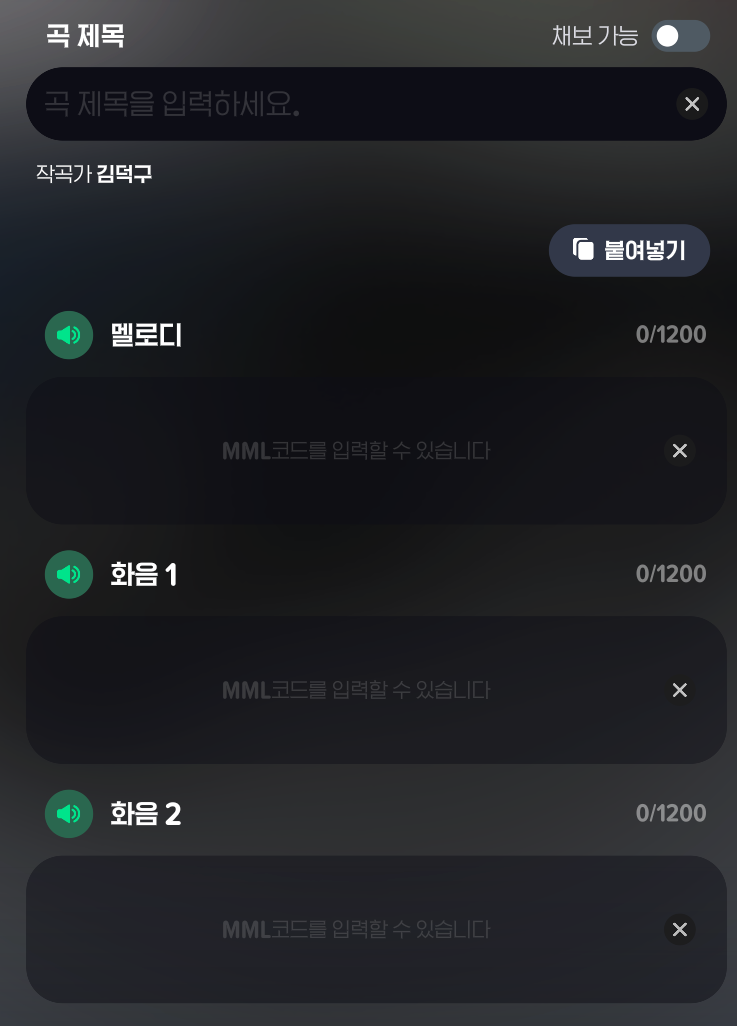 곡 제목
채보 가능
곡 제목을 입력하세요.
작곡가 김덕구
붙여넣기
멜로디
0/1200
MML코드를 입력할 수 있습니다
화음 1
0/1200
MML코드를 입력할 수 있습니다
화음 2
0/1200
MML코드를 입력할 수 있습니다